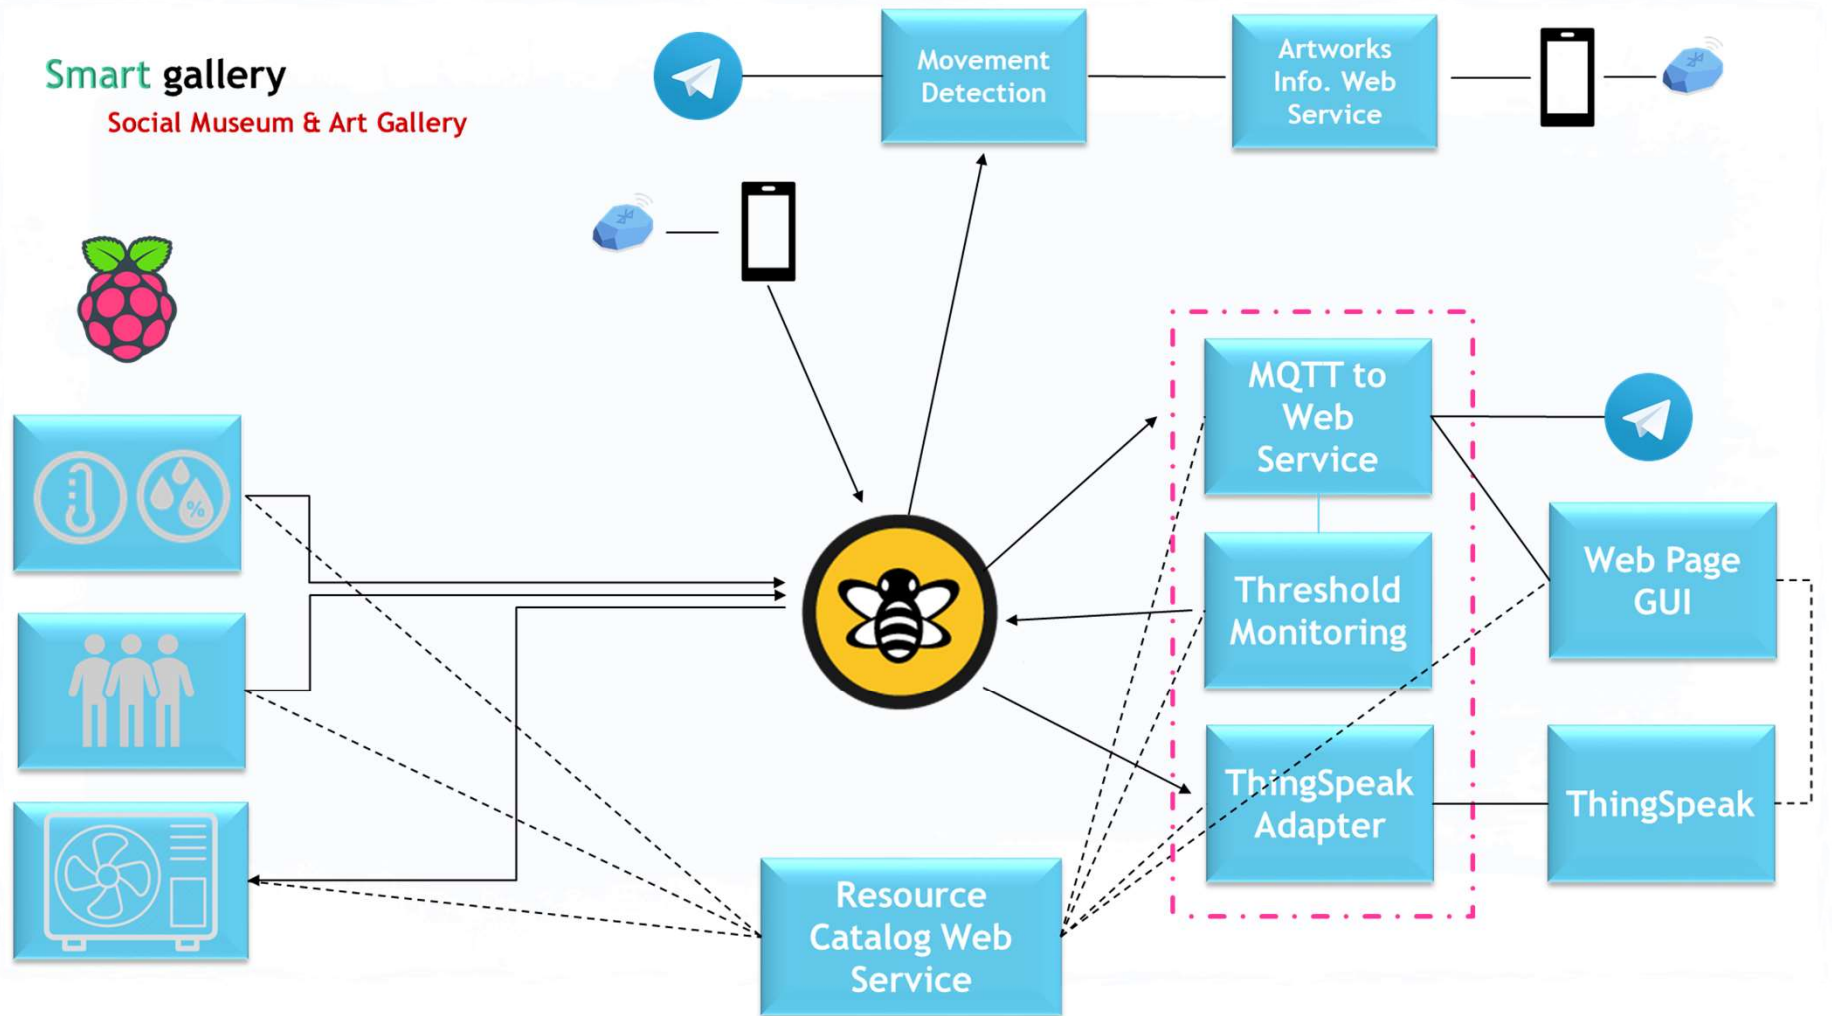 Smart gallery
Social Museum & Art Gallery
Movement
Detection
Artworks
Info. Web
Service
MQTT to
Web
Service
%
Threshold
Monitoring
Web Page
GUI
ThingSpeak
Adapter
ThingSpeak
Resource
Catalog Web
Service